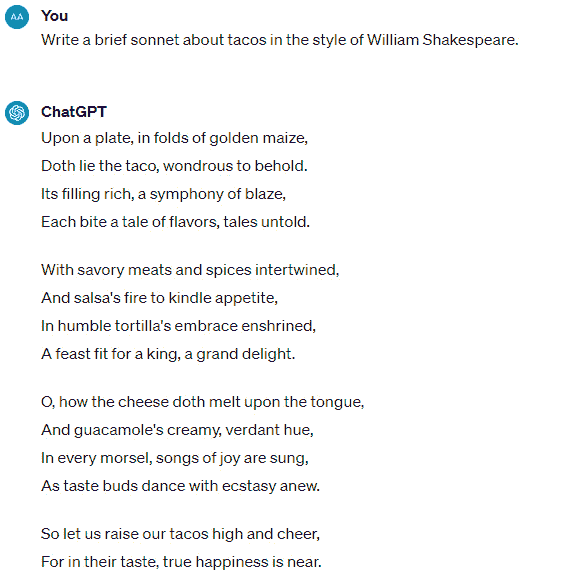 AA
You
Write a brief sonnet about tacos in the style of William Shakespeare.
ChatGPT
Upon a plate, in folds of golden maize,
Doth lie the taco, wondrous to behold.
Its filling rich, a symphony of blaze,
Each bite a tale of flavors, tales untold.
With savory meats and spices intertwined,
And salsa's fire to kindle appetite,
In humble tortilla's embrace enshrined,
A feast fit for a king, a grand delight.
O, how the cheese doth melt upon the tongue,
And guacamole's creamy, verdant hue,
In every morsel, songs of joy are sung,
As taste buds dance with ecstasy anew.
So let us raise our tacos high and cheer,
For in their taste, true happiness is near.